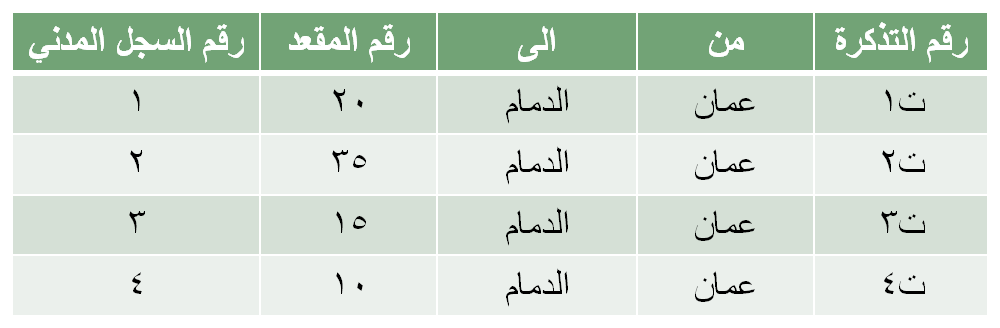 رقم التذكرة من الى رقم المقعد رقم السجل المدني
ت١ عمان الدمام ٢٠ ١
ت٢ عمان الدمام ٣٥ ٢
ت٣ عمان الدمام ١٥ ٣
ت٤ عمان الدمام ١٠ ٤